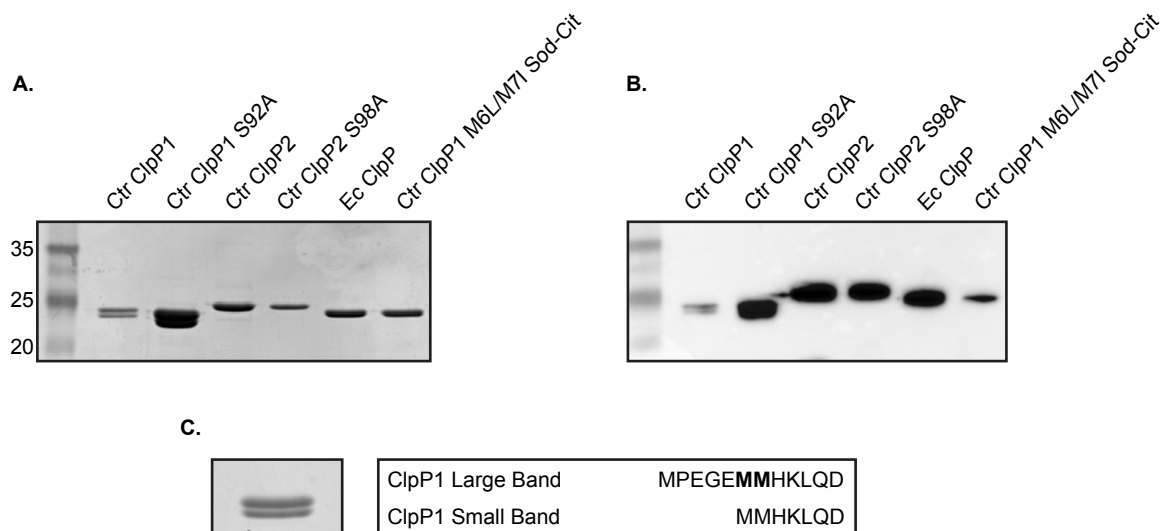 A.
Ctr ClpP1
Ctr ClpP1 S92A
Ctr ClpP2
Ctr ClpP2 S98A
Ec ClpP
Ctr ClpP1 M6L/M7I Sod-Cit
35
25
20
B.
Ctr ClpP1
Ctr ClpP1 S92A
Ctr ClpP2
Ctr ClpP2 S98A
Ec ClpP
Ctr ClpP1 M6L/M7I Sod-Cit
C.
ClpP1 Large Band MPEGEMMHKLQD
ClpP1 Small Band MMHKLQD